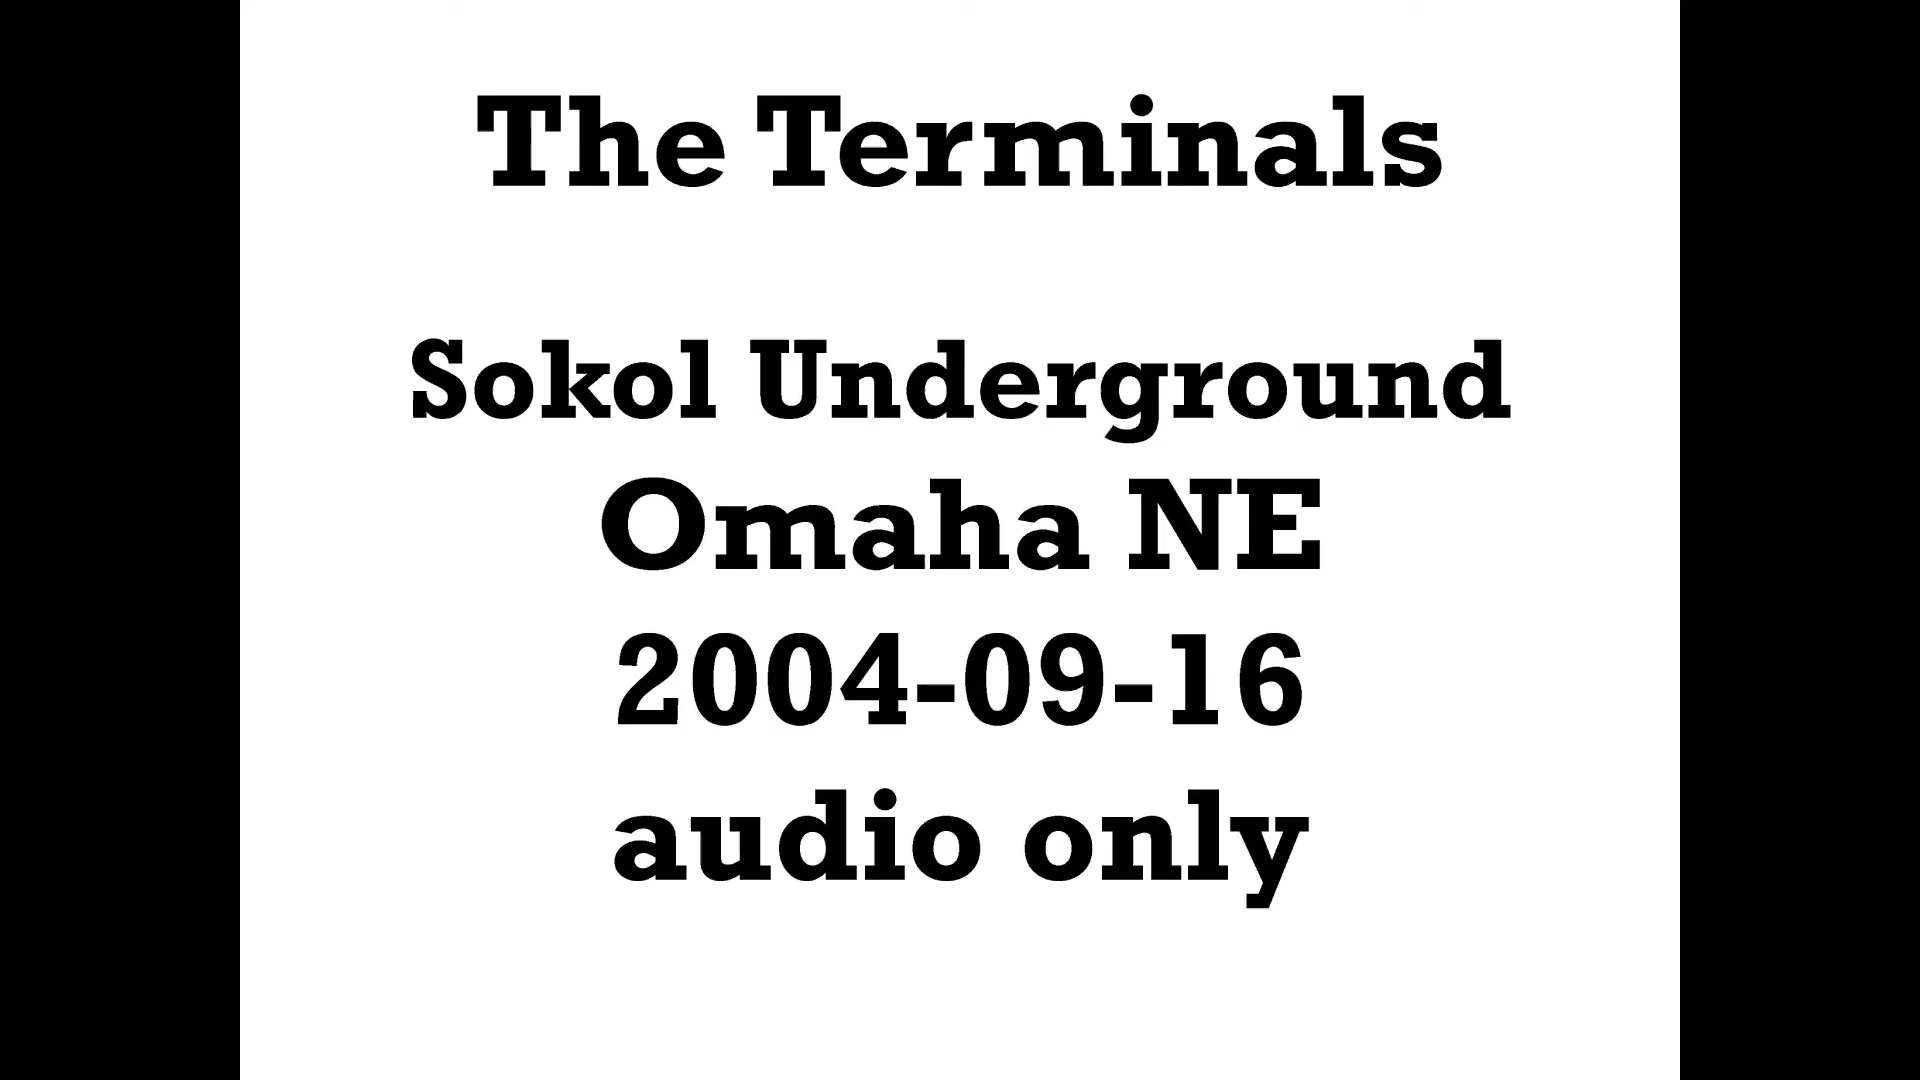 The Terminals
Sokol Underground
Omaha NE
2004-09-16
audio only